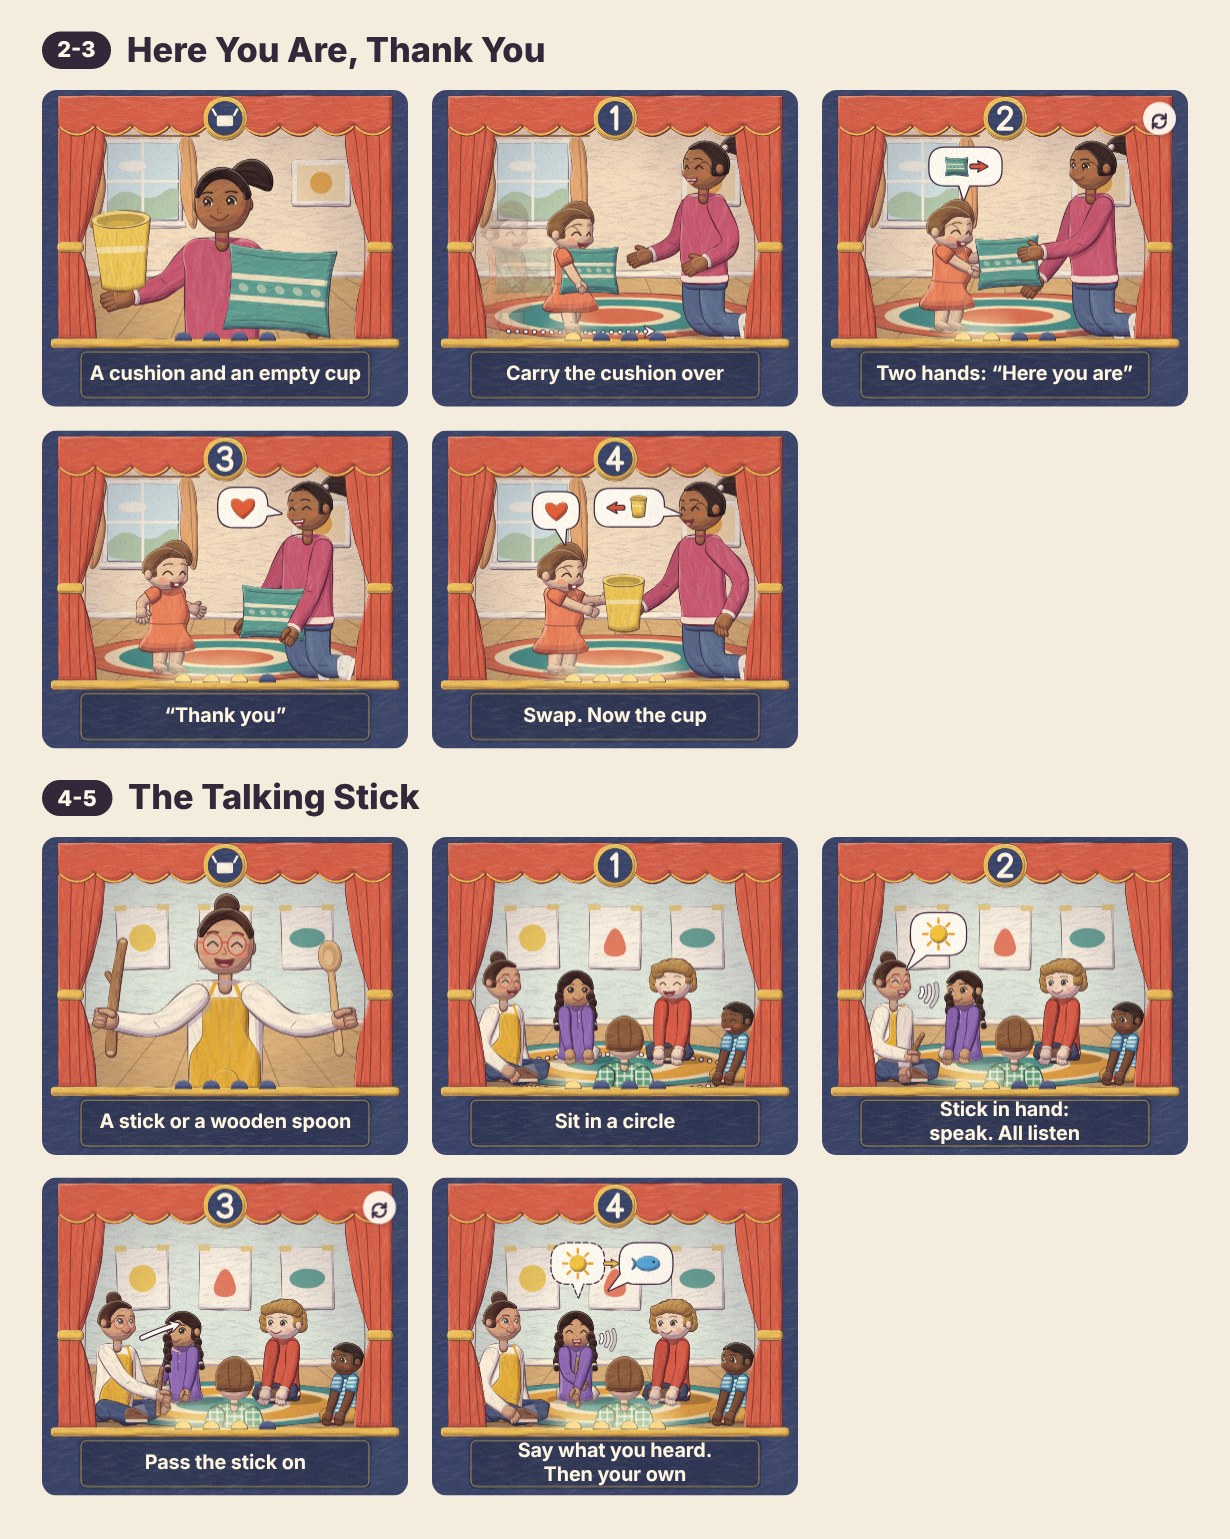 2-3 Here You Are, Thank You
A cushion and an empty cup
1
Carry the cushion over
2
Two hands: “Here you are”
3
“Thank you”
4
Swap. Now the cup
4-5 The Talking Stick
A stick or a wooden spoon
1
Sit in a circle
2
Stick in hand:
speak. All listen
3
Pass the stick on
4
Say what you heard.
Then your own